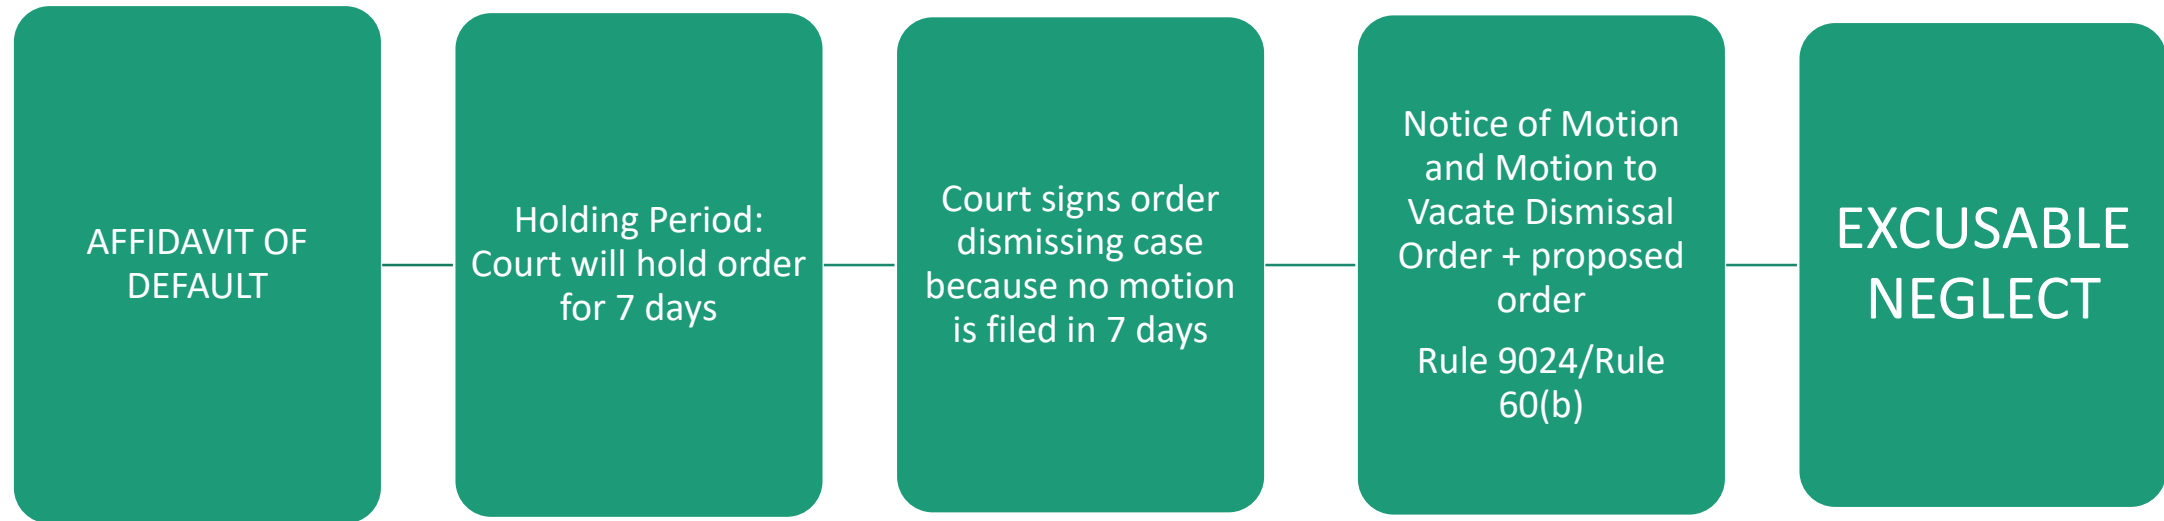 AFFIDAVIT OF
DEFAULT
Holding Period:
Court will hold order
for 7 days
Court signs order
dismissing case
because no motion
is filed in 7 days
Notice of Motion
and Motion to
Vacate Dismissal
Order + proposed
order
Rule 9024/Rule
60(b)
EXCUSABLE
NEGLECT